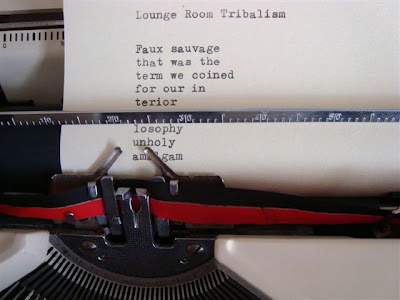 Lounge Room Tribalism
Faux sauvage
that was the
term we coined
for our in
terior
losophy
unholy
amalgam